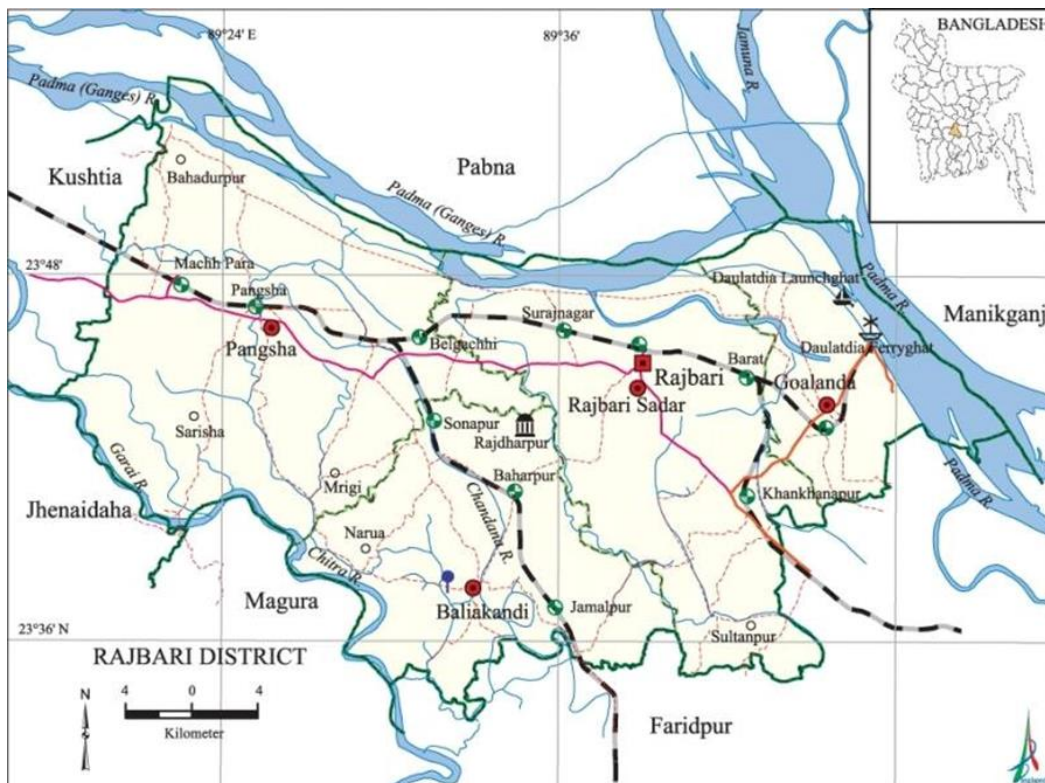 BANGLADESH
89°24' E
89°36'
Jamuna R.
Padma (Ganges) R.
Kushtia
Pabna
Bahadurpur
Padma (Ganges) R.
23°48'
Machh Para
Daulatdia Launchghat
Padma R.
Pangsha
Surajnagar
Manikganj
Pangsha
Belgachhi
Daulatdia Ferryghat
Barat
Rajbari
Goalanda
Rajbari Sadar
Sarisha
Sonapur
Rajdharpur
Garai R.
Mrigi
Baharpur
Khankhanapur
Padma R.
Jhenaidaha
Chandana R.
Narua
Chitra R.
Magura
Baliakandi
Jamalpur
Sultanpur
23°36' N
RAJBARI DISTRICT
N
4 0 4
Kilometer
Faridpur